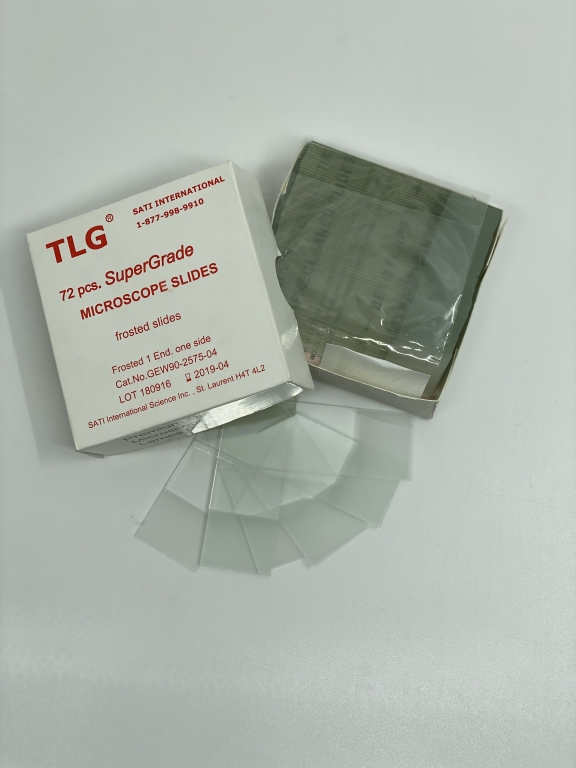 TLG®
SATI INTERNATIONAL
1-877-998-9910
72 pcs. SuperGrade
MICROSCOPE SLIDES
frosted slides
Frosted 1 End. one side
Cat.No.GEW90-2575-04
LOT 180916 2019-04
SATI International Science Inc. , St. Laurent H4T 4L2